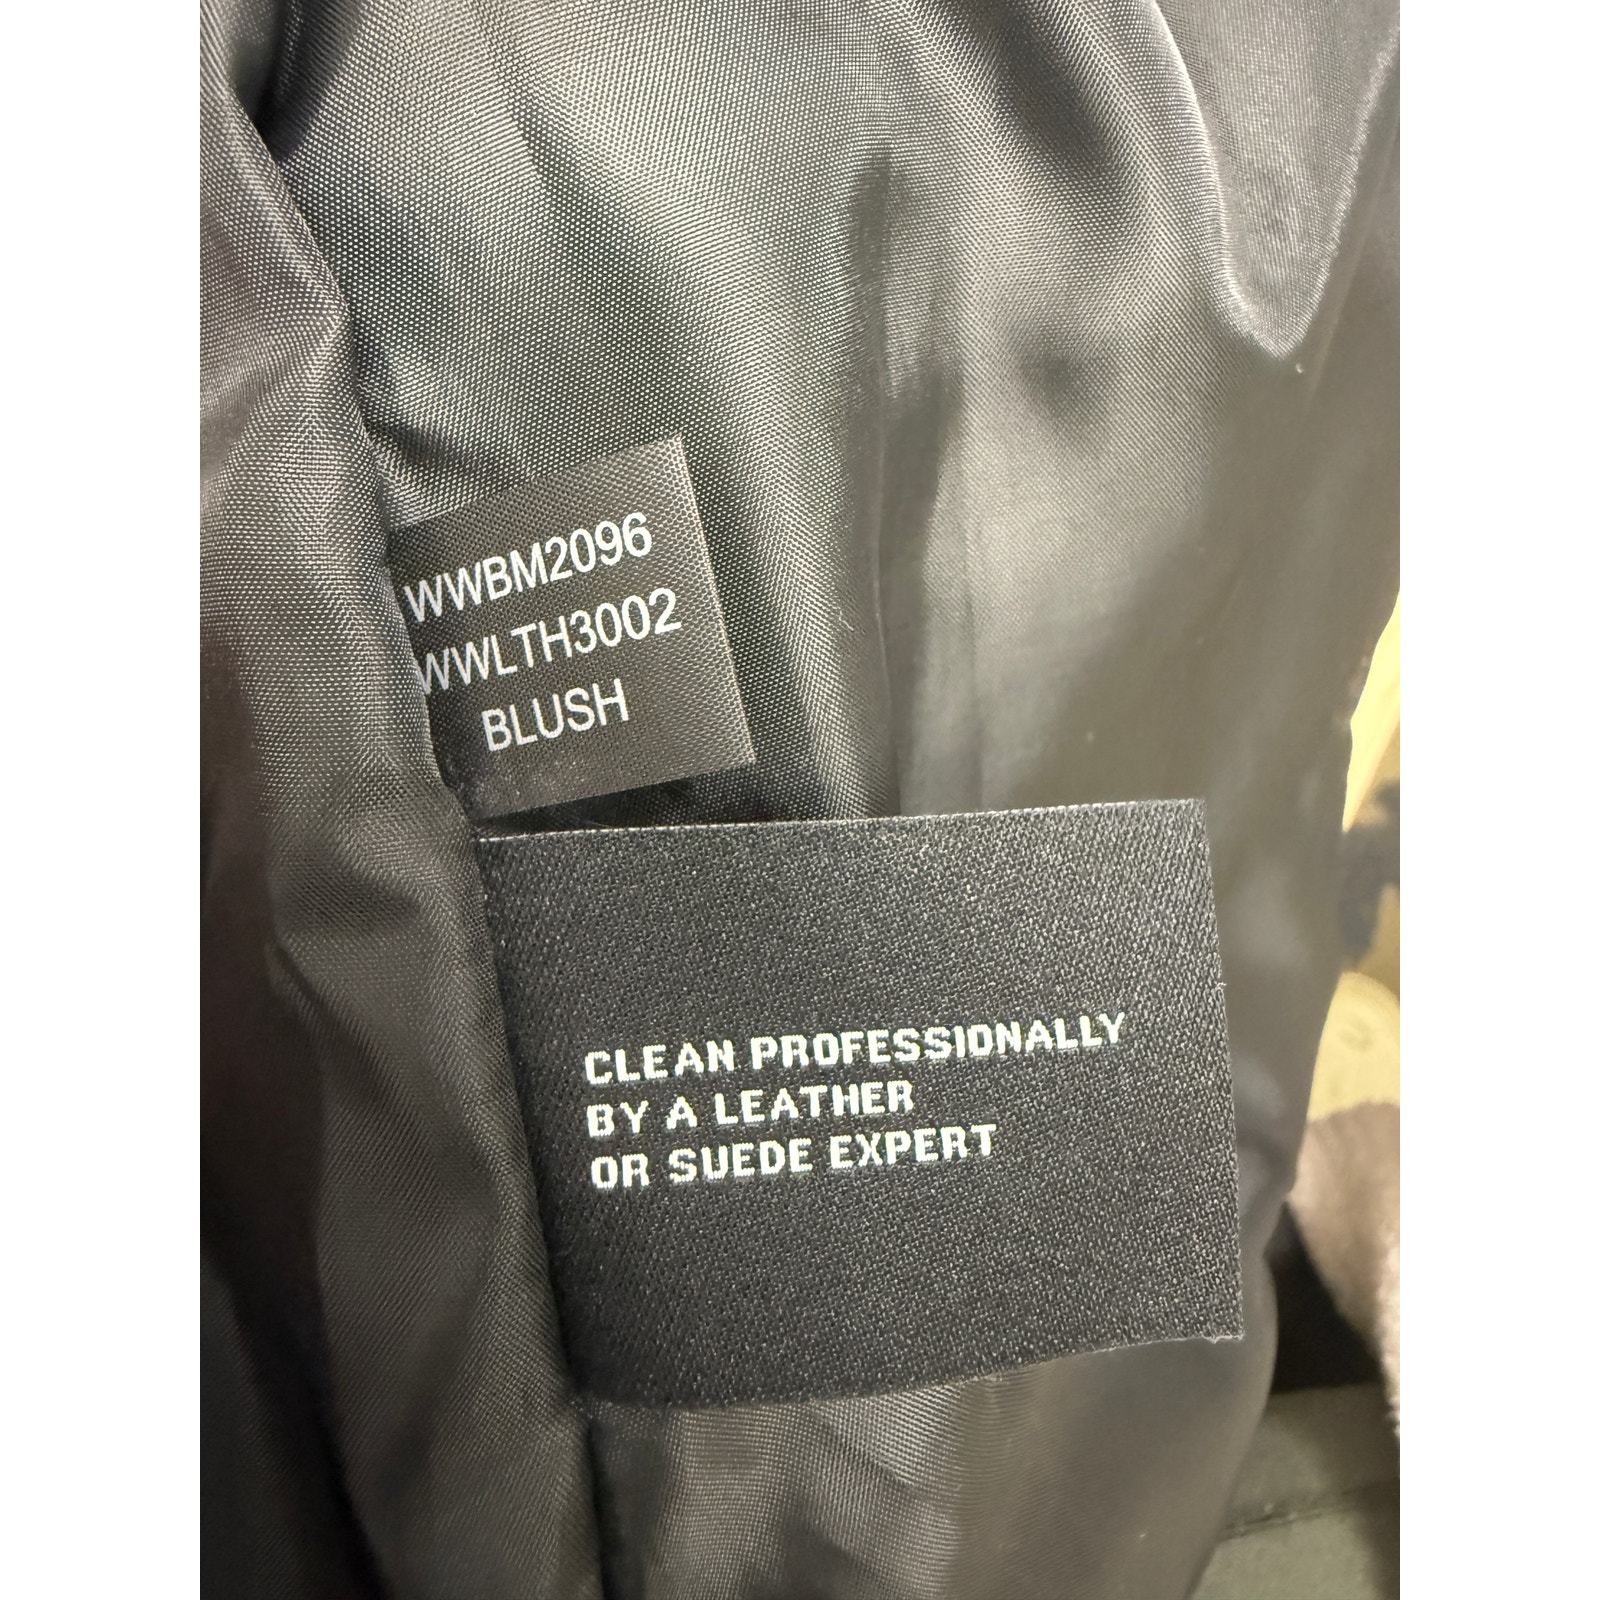 WWBM2096
WWLTH3002
BLUSH
CLEAN PROFESSIONALLY
BY A LEATHER
OR SUEDE EXPERT